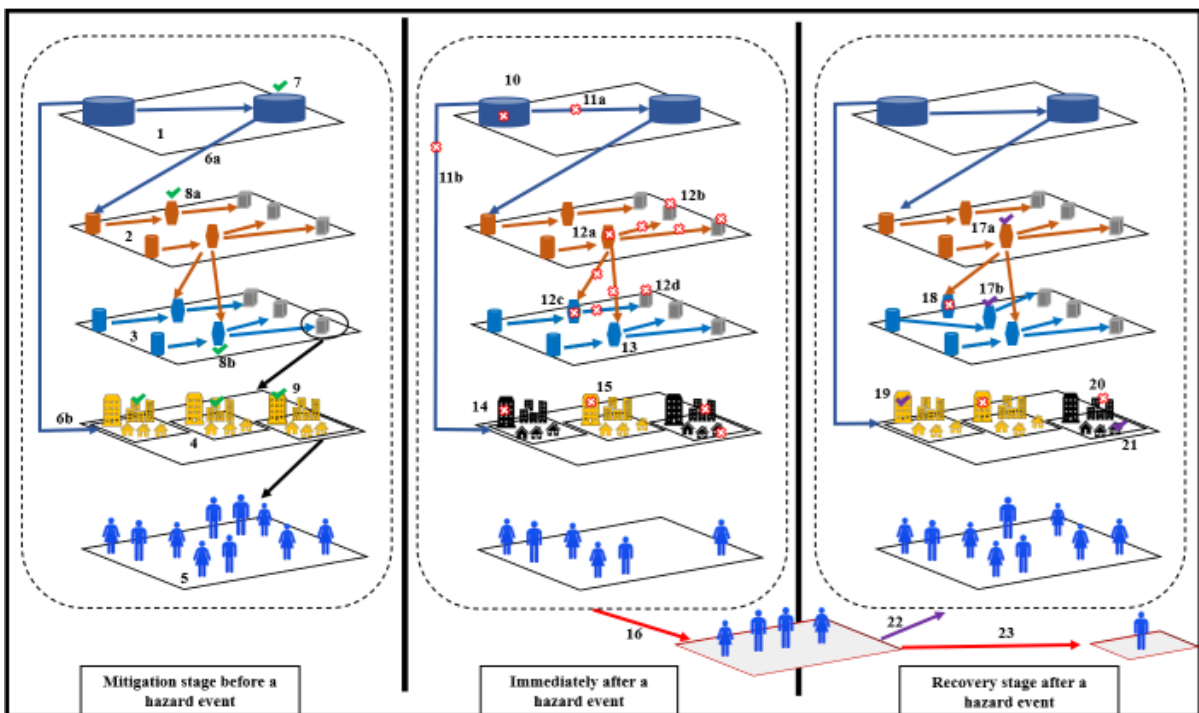 7
1
6a
8a
2
3
8b
9
6b
4
5
Mitigation stage before a
hazard event
10
11a
11b
12b
12a
12c
12d
13
15
14
16
Immediately after a
hazard event
17a
17b
18
19
20
21
22
23
Recovery stage after a
hazard event